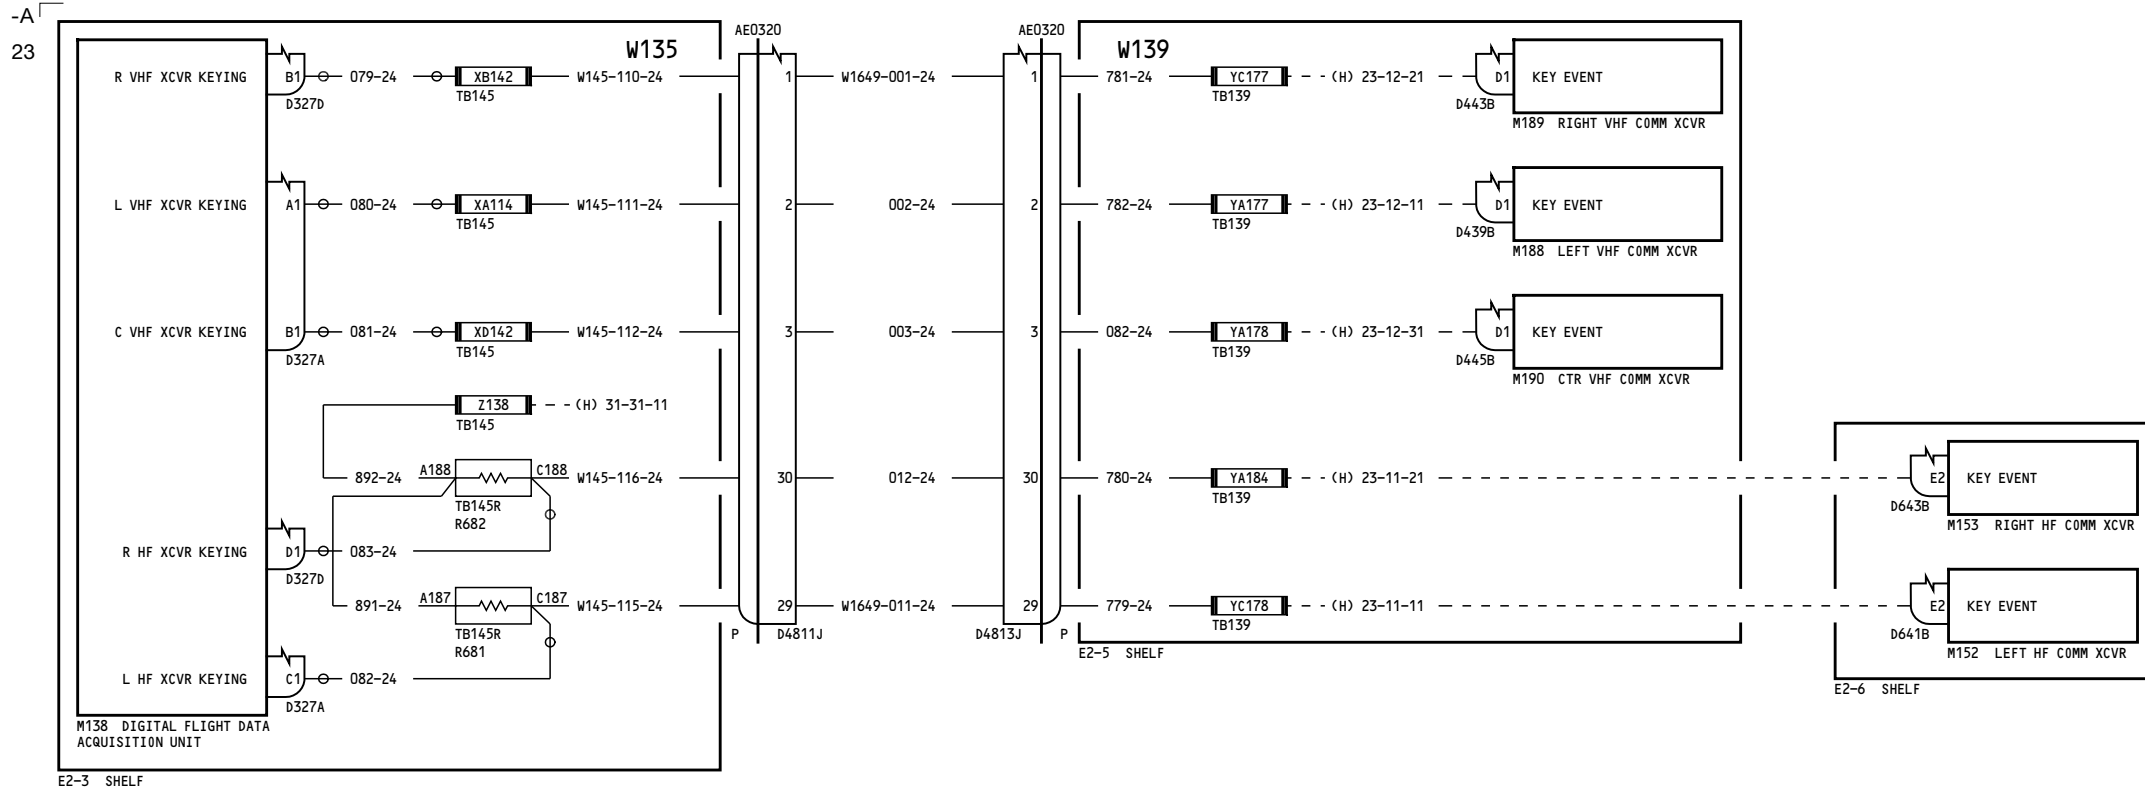 -A
23
AE0320
AE0320
W135
W139
R VHF XCVR KEYING
B1
079-24
XB142
W145-110-24
1
W1649-001-24
1
781-24
YC177
(H) 23-12-21
D1
KEY EVENT
D327D
TB145
TB139
D443B
M189 RIGHT VHF COMM XCVR
L VHF XCVR KEYING
A1
080-24
XA114
W145-111-24
2
002-24
2
782-24
YA177
(H) 23-12-11
D1
KEY EVENT
TB145
TB139
D439B
M188 LEFT VHF COMM XCVR
C VHF XCVR KEYING
B1
081-24
XD142
W145-112-24
3
003-24
3
082-24
YA178
(H) 23-12-31
D1
KEY EVENT
D327A
TB145
TB139
D445B
M190 CTR VHF COMM XCVR
Z138
(H) 31-31-11
TB145
892-24
A188
C188
W145-116-24
30
012-24
30
780-24
YA184
(H) 23-11-21
E2
KEY EVENT
TB145R
R682
TB139
D643B
M153 RIGHT HF COMM XCVR
R HF XCVR KEYING
D1
083-24
D327D
891-24
A187
C187
W145-115-24
29
W1649-011-24
29
779-24
YC178
(H) 23-11-11
E2
KEY EVENT
TB145R
R681
P
D4811J
D4813J
P
TB139
D641B
M152 LEFT HF COMM XCVR
E2-5 SHELF
L HF XCVR KEYING
C1
082-24
D327A
E2-6 SHELF
M138 DIGITAL FLIGHT DATA
ACQUISITION UNIT
E2-3 SHELF